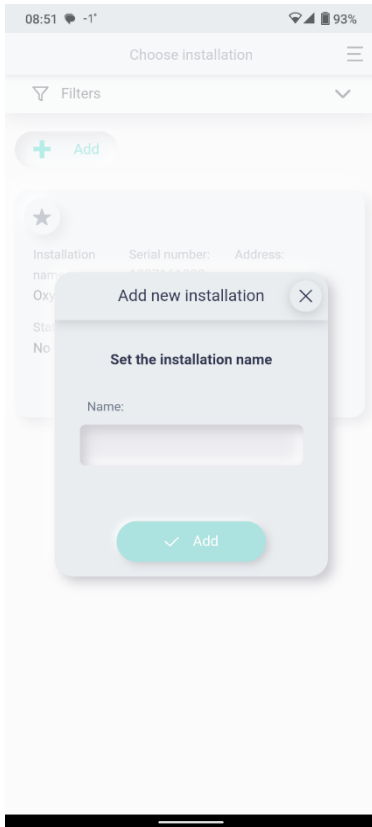 08:51 -1°
93%
Choose installation
Filters
Add
Installation Serial number: Address:
nam
Oxy
Sta
No
Add new installation
Set the installation name
Name:
Add